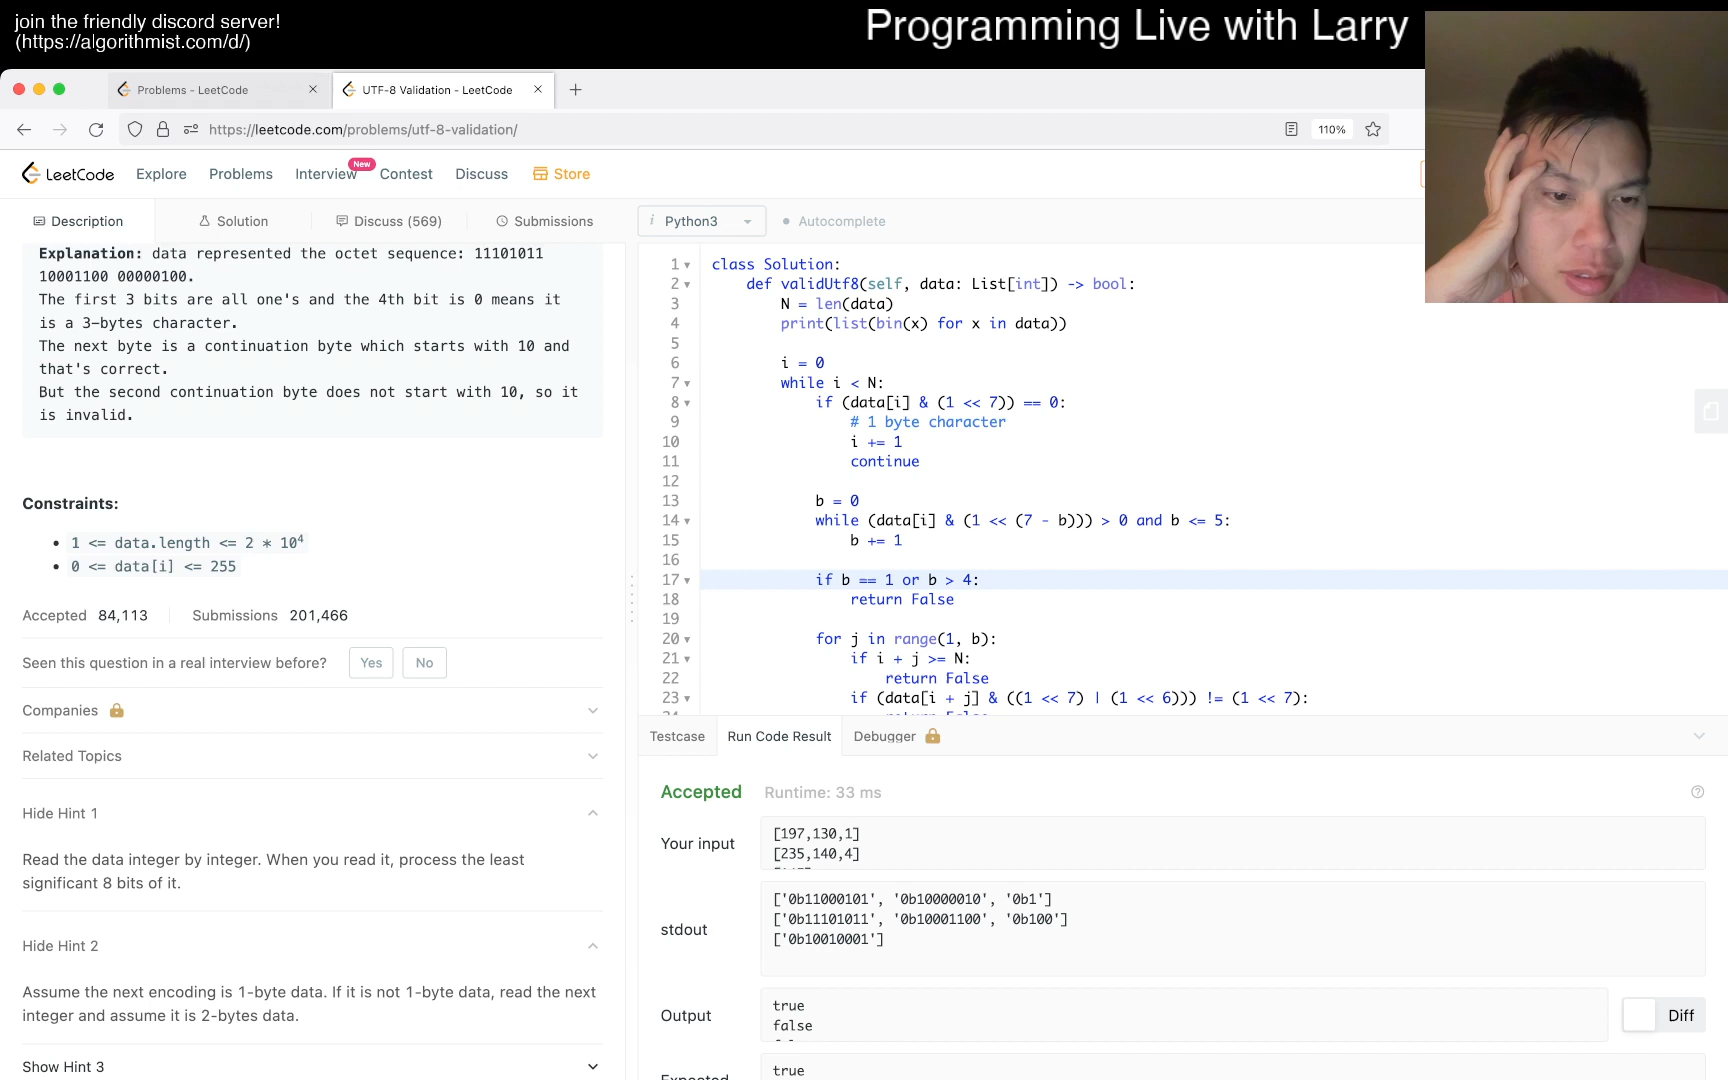 join the friendly discord server!
(https://algorithmist.com/d/)
Programming Live with Larry
Problems - LeetCode
UTF-8 Validation - LeetCode
https://leetcode.com/problems/utf-8-validation/
110%
LeetCode
Explore
Problems
Interview
New
Contest
Discuss
Store
Description
Solution
Discuss (569)
Submissions
i Python3
Autocomplete
Explanation: data represented the octet sequence: 11101011
10001100 00000100.
The first 3 bits are all one's and the 4th bit is 0 means it
is a 3-bytes character.
The next byte is a continuation byte which starts with 10 and
that's correct.
But the second continuation byte does not start with 10, so it
is invalid.
Constraints:
• 1 <= data.length <= 2 * 10⁴
• 0 <= data[i] <= 255
Accepted 84,113
Submissions 201,466
Seen this question in a real interview before?
Yes
No
Companies
Related Topics
Hide Hint 1
Read the data integer by integer. When you read it, process the least
significant 8 bits of it.
Hide Hint 2
Assume the next encoding is 1-byte data. If it is not 1-byte data, read the next
integer and assume it is 2-bytes data.
Show Hint 3
1 class Solution:
2 def validUtf8(self, data: List[int]) -> bool:
3 N = len(data)
4 print(list(bin(x) for x in data))
5
6 i = 0
7 while i < N:
8 if (data[i] & (1 << 7)) == 0:
9 # 1 byte character
10 i += 1
11 continue
12
13 b = 0
14 while (data[i] & (1 << (7 - b))) > 0 and b <= 5:
15 b += 1
16
17 if b == 1 or b > 4:
18 return False
19
20 for j in range(1, b):
21 if i + j >= N:
22 return False
23 if (data[i + j] & ((1 << 7) | (1 << 6))) != (1 << 7):
Testcase
Run Code Result
Debugger
Accepted
Runtime: 33 ms
Your input
[197,130,1]
[235,140,4]
stdout
['0b11000101', '0b10000010', '0b1']
['0b11101011', '0b10001100', '0b100']
['0b10010001']
Output
true
false
Diff
Expected
true